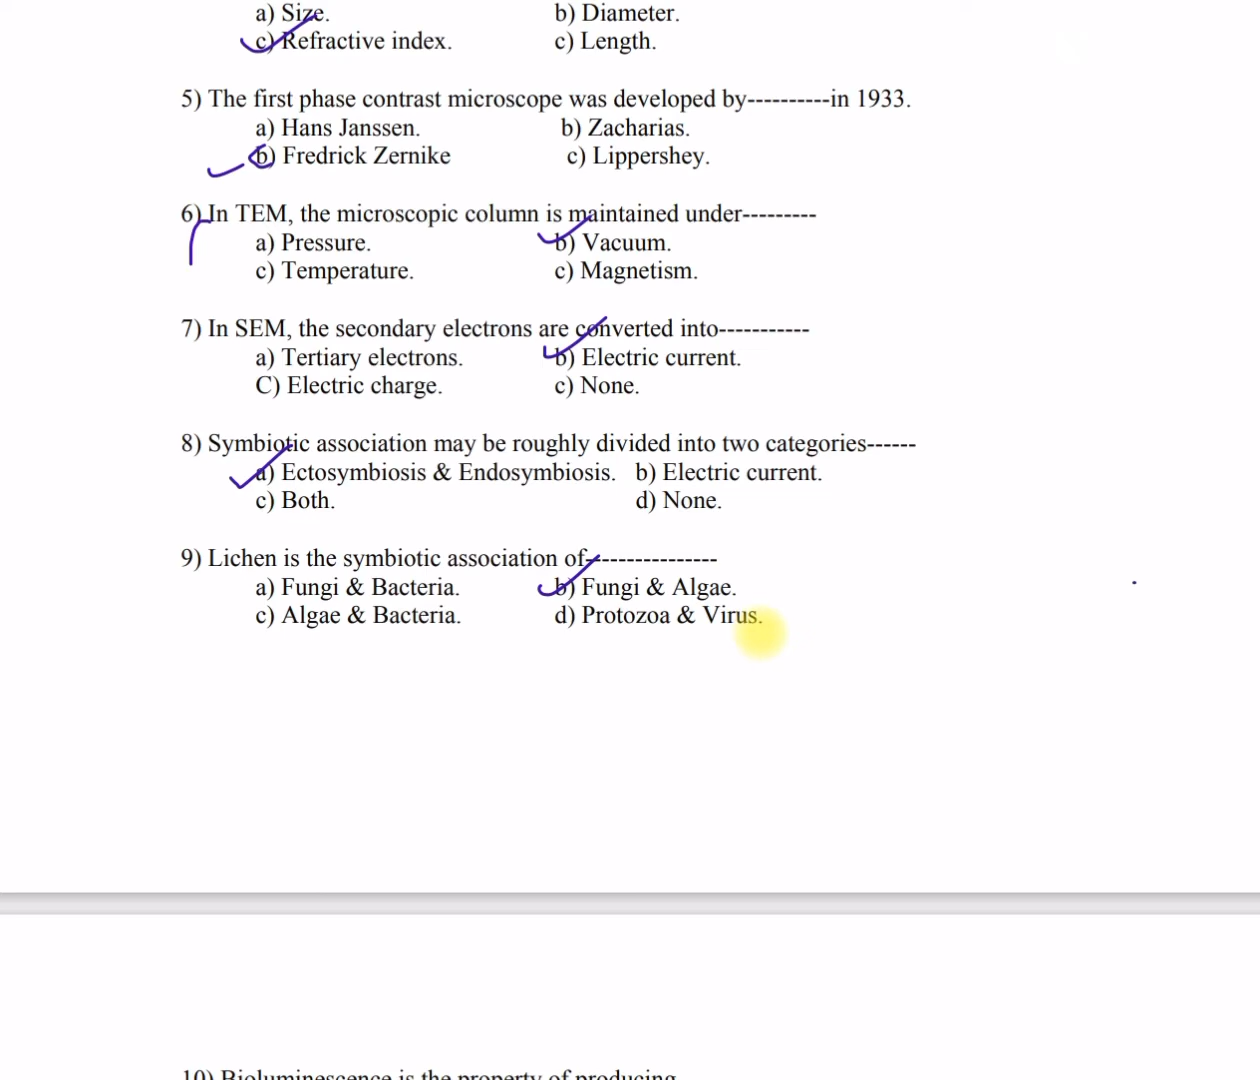 a) Size. b) Diameter.
c) Refractive index. c) Length.
5) The first phase contrast microscope was developed by----------in 1933.
a) Hans Janssen. b) Zacharias.
b) Fredrick Zernike c) Lippershey.
6) In TEM, the microscopic column is maintained under---------
a) Pressure. b) Vacuum.
c) Temperature. c) Magnetism.
7) In SEM, the secondary electrons are converted into-----------
a) Tertiary electrons. b) Electric current.
C) Electric charge. c) None.
8) Symbiotic association may be roughly divided into two categories------
a) Ectosymbiosis & Endosymbiosis. b) Electric current.
c) Both. d) None.
9) Lichen is the symbiotic association of----------------
a) Fungi & Bacteria. b) Fungi & Algae.
c) Algae & Bacteria. d) Protozoa & Virus.
10) Bioluminescence is the property of producing